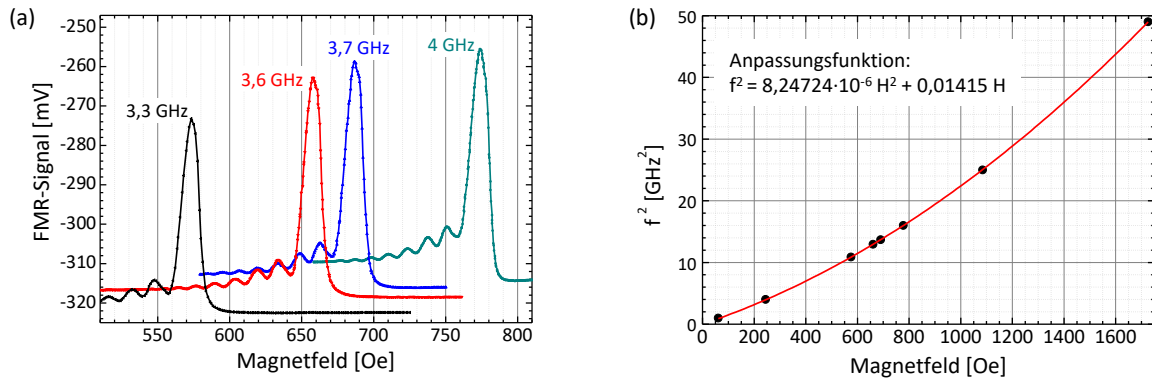 (a)
-250
-260
-270
-280
-290
-300
-310
-320
FMR-Signal [mV]
3,3 GHz
3,6 GHz
3,7 GHz
4 GHz
550
600
650
700
750
800
Magnetfeld [Oe]
(b)
50
40
30
20
10
0
f ² [GHz²]
Anpassungsfunktion:
f² = 8,24724·10⁻⁶ H² + 0,01415 H
0
200
400
600
800
1000
1200
1400
1600
Magnetfeld [Oe]